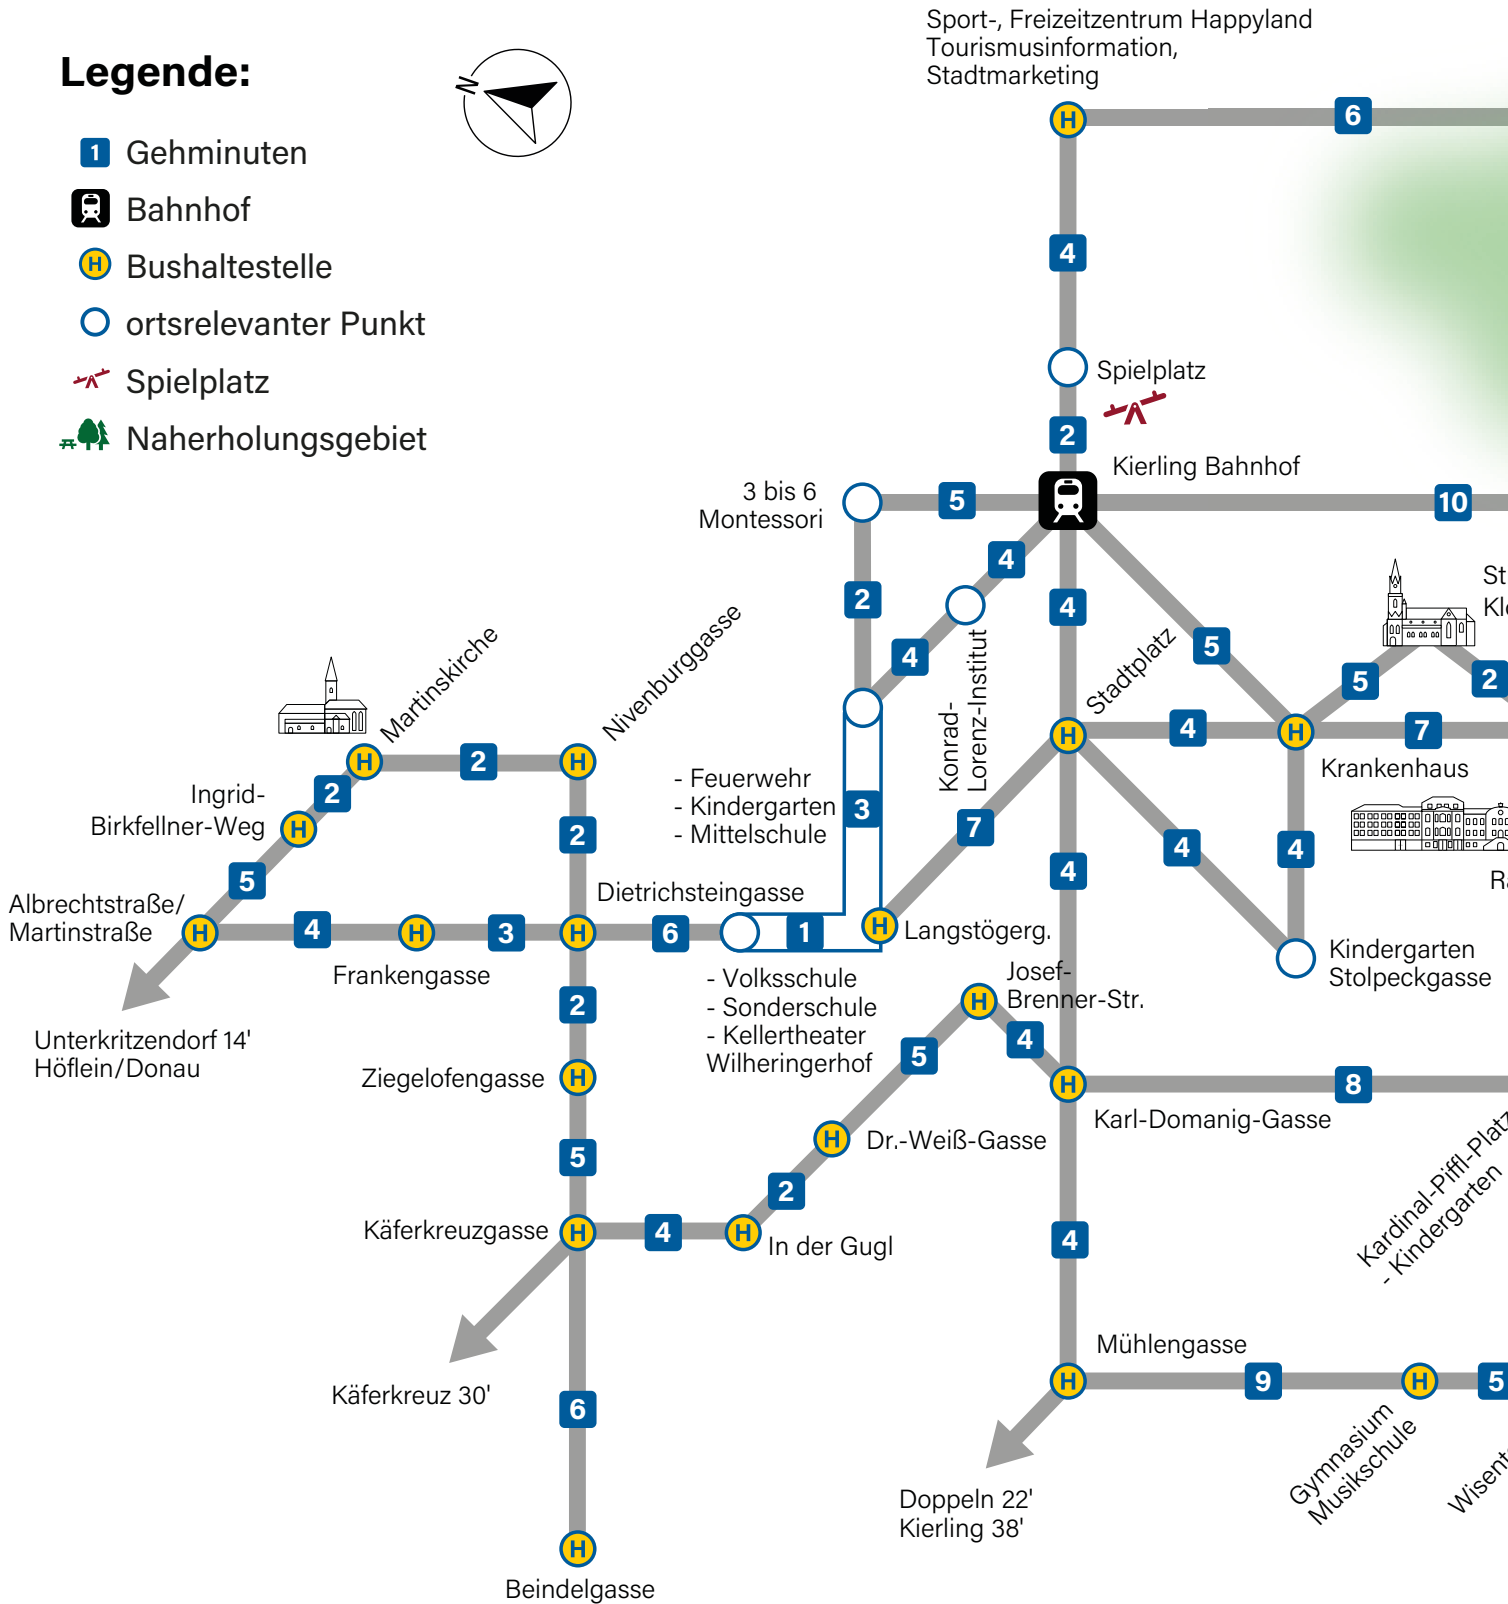 Legende:
N
1 Gehminuten
Bahnhof
H Bushaltestelle
ortsrelevanter Punkt
Spielplatz
Naherholungsgebiet
Sport-, Freizeitzentrum Happyland
Tourismusinformation,
Stadtmarketing
H
6
4
Spielplatz
2
Kierling Bahnhof
3 bis 6
Montessori
5
10
4
2
4
4
Konrad-
Lorenz-Institut
Stadtplatz
5
5
2
H
4
H
7
Krankenhaus
Martinskirche
Nivenburggasse
H
2
H
Ingrid-
Birkfellner-Weg
2
H
5
2
- Feuerwehr
- Kindergarten
- Mittelschule
3
7
4
4
4
Albrechtstraße/
Martinstraße
H
4
H
3
H
Dietrichsteingasse
6
1
H
Langstögerg.
Frankengasse
Kindergarten
Stolpeckgasse
- Volksschule
- Sonderschule
- Kellertheater
Wilheringerhof
Josef-
Brenner-Str.
H
4
2
5
Unterkritzendorf 14'
Höflein/Donau
Ziegelofengasse
H
H
8
Karl-Domanig-Gasse
H
Dr.-Weiß-Gasse
5
2
Kardinal-Piffl-Platz
- Kindergarten
Käferkreuzgasse
H
4
H
In der Gugl
4
Käferkreuz 30'
6
Mühlengasse
H
9
H
5
Gymnasium
Musikschule
Doppeln 22'
Kierling 38'
H
Beindelgasse